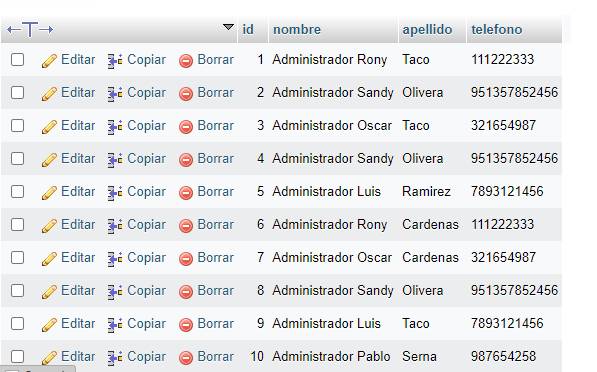 id nombre apellido telefono
Editar Copiar Borrar 1 Administrador Rony Taco 111222333
Editar Copiar Borrar 2 Administrador Sandy Olivera 951357852456
Editar Copiar Borrar 3 Administrador Oscar Taco 321654987
Editar Copiar Borrar 4 Administrador Sandy Olivera 951357852456
Editar Copiar Borrar 5 Administrador Luis Ramirez 7893121456
Editar Copiar Borrar 6 Administrador Rony Cardenas 111222333
Editar Copiar Borrar 7 Administrador Oscar Cardenas 321654987
Editar Copiar Borrar 8 Administrador Sandy Olivera 951357852456
Editar Copiar Borrar 9 Administrador Luis Taco 7893121456
Editar Copiar Borrar 10 Administrador Pablo Serna 987654258